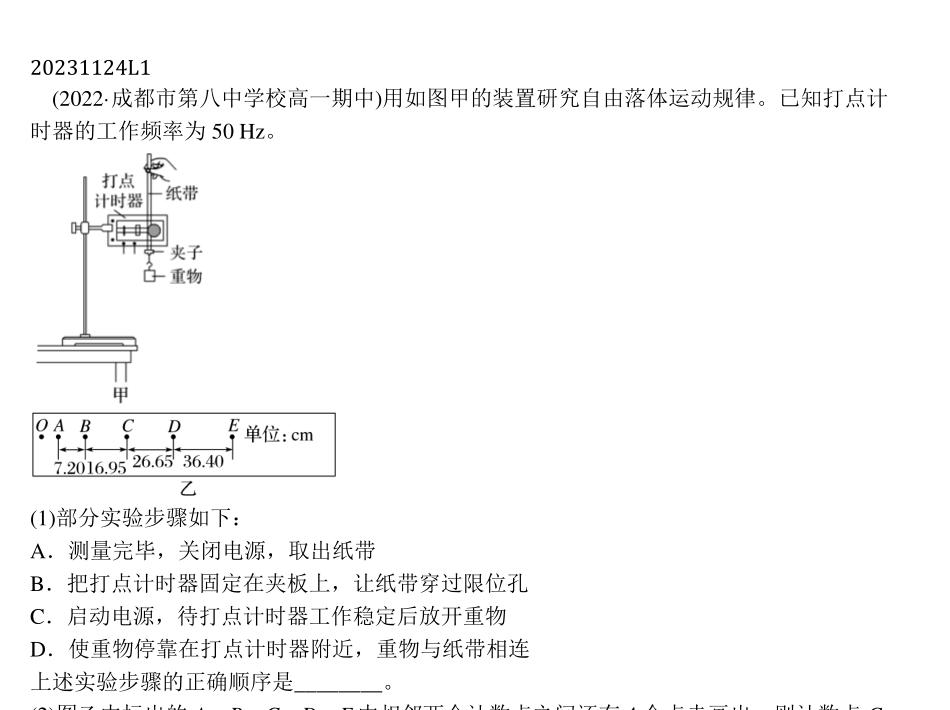 20231124L1
(2022·成都市第八中学校高一期中)用如图甲的装置研究自由落体运动规律。已知打点计
时器的工作频率为 50 Hz。
打点
计时器
纸带
夹子
重物
甲
O A B C D E 单位: cm
7.20 16.95 26.65 36.40
乙
(1)部分实验步骤如下:
A．测量完毕，关闭电源，取出纸带
B．把打点计时器固定在夹板上，让纸带穿过限位孔
C．启动电源，待打点计时器工作稳定后放开重物
D．使重物停靠在打点计时器附近，重物与纸带相连
上述实验步骤的正确顺序是________。